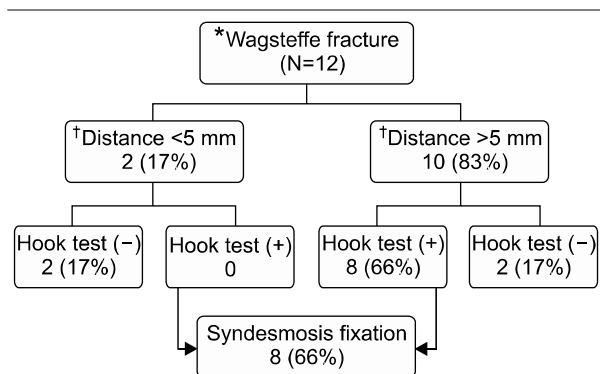 *Wagsteffe fracture
(N=12)
†Distance <5 mm
2 (17%)
†Distance >5 mm
10 (83%)
Hook test (−)
2 (17%)
Hook test (+)
0
Hook test (+)
8 (66%)
Hook test (−)
2 (17%)
Syndesmosis fixation
8 (66%)